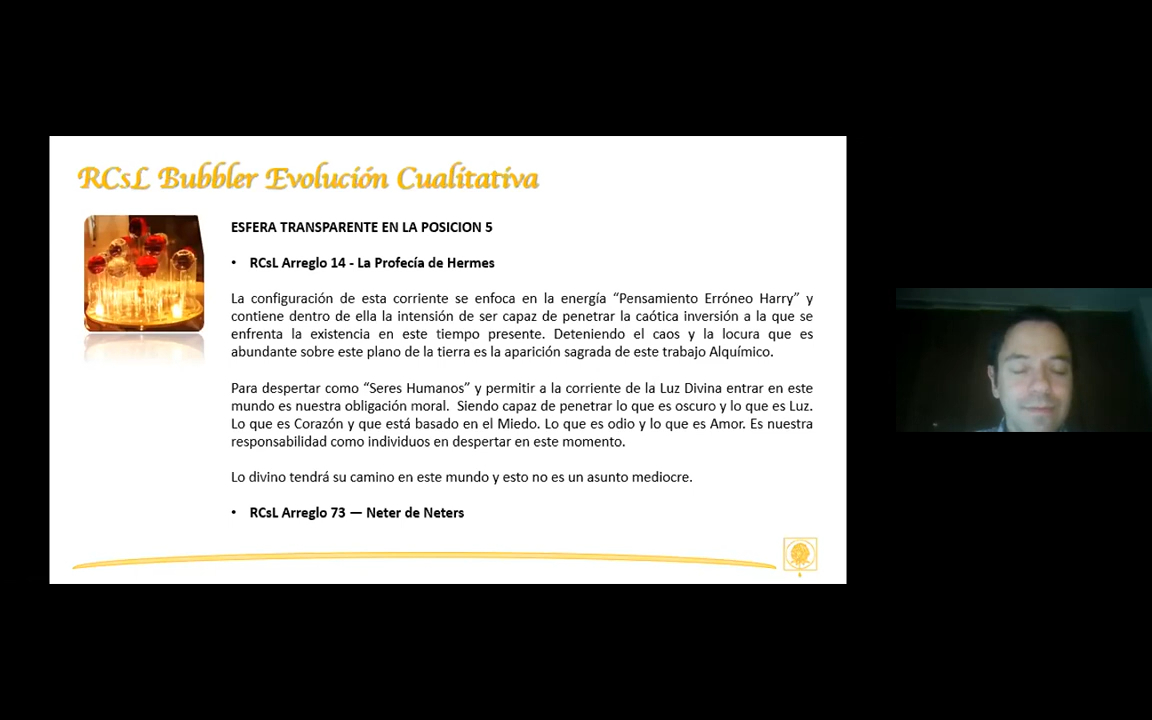 RCsL Bubbler Evolución Cualitativa
ESFERA TRANSPARENTE EN LA POSICION 5
• RCsL Arreglo 14 - La Profecía de Hermes
La configuración de esta corriente se enfoca en la energía “Pensamiento Erróneo Harry” y
contiene dentro de ella la intensión de ser capaz de penetrar la caótica inversión a la que se
enfrenta la existencia en este tiempo presente. Deteniendo el caos y la locura que es
abundante sobre este plano de la tierra es la aparición sagrada de este trabajo Alquímico.
Para despertar como “Seres Humanos” y permitir a la corriente de la Luz Divina entrar en este
mundo es nuestra obligación moral. Siendo capaz de penetrar lo que es oscuro y lo que es Luz.
Lo que es Corazón y que está basado en el Miedo. Lo que es odio y lo que es Amor. Es nuestra
responsabilidad como individuos en despertar en este momento.
Lo divino tendrá su camino en este mundo y esto no es un asunto mediocre.
• RCsL Arreglo 73 — Neter de Neters